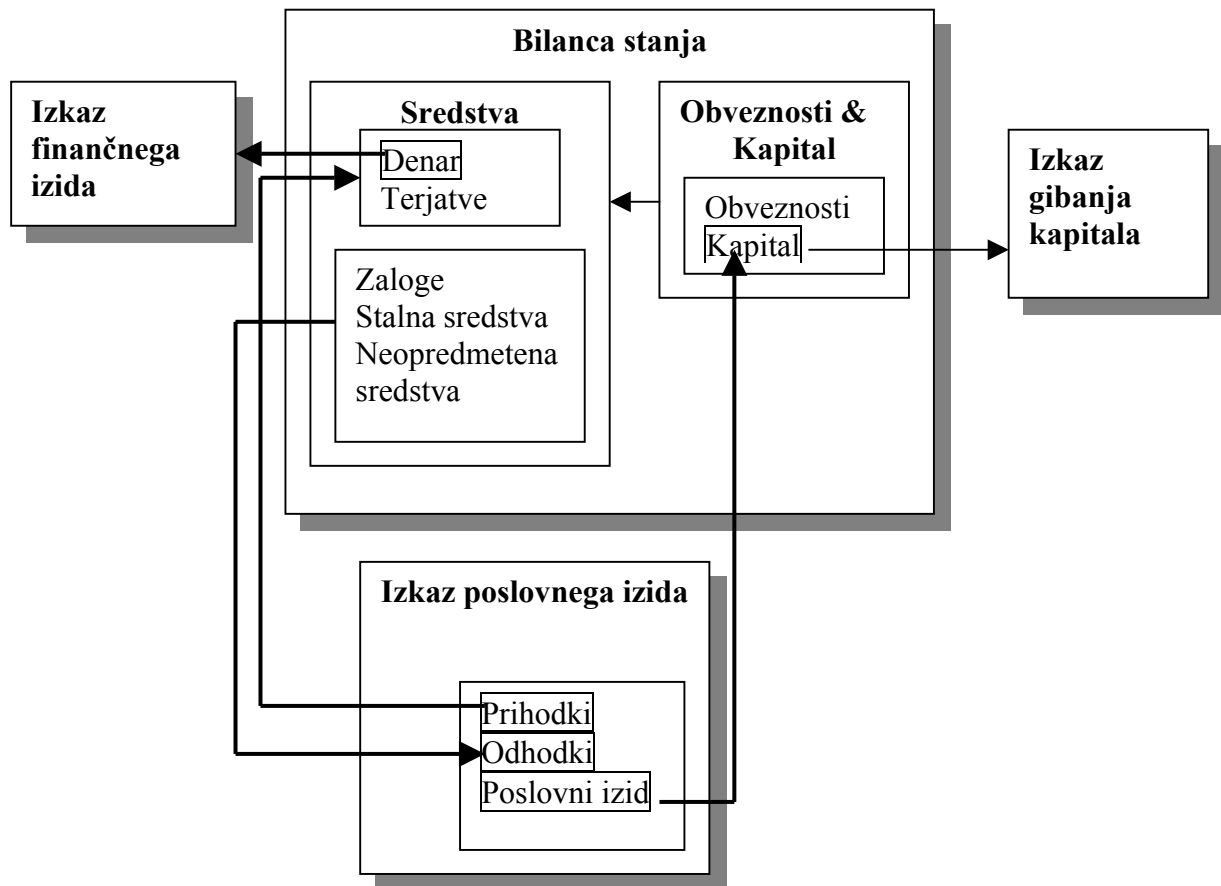 Bilanca stanja
Izkaz
finančnega
izida
Sredstva
Denar
Terjatve
Zaloge
Stalna sredstva
Neopredmetena
sredstva
Obveznosti &
Kapital
Obveznosti
Kapital
Izkaz
gibanja
kapitala
Izkaz poslovnega izida
Prihodki
Odhodki
Poslovni izid